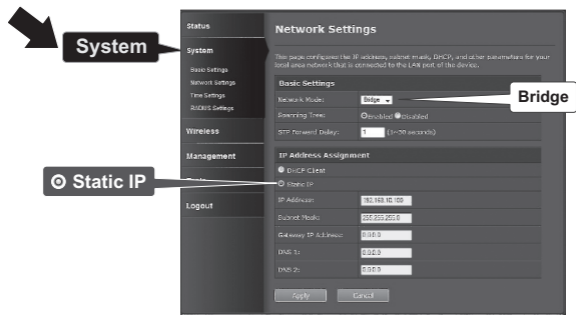 Status
System
Basic Settings
Network Settings
Time Settings
RADIUS Settings
Wireless
Management
Logout
System
Static IP
Network Settings
This page configures the IP address, subnet mask, DHCP, and other parameters for your
local area network that is connected to the LAN port of the device.
Basic Settings
Network Mode: Bridge
Spanning Tree: Enabled Disabled
STP Forward Delay: 1 (1~30 seconds)
Bridge
IP Address Assignment
DHCP Client
Static IP
IP Address: 192.168.10.100
Subnet Mask: 255.255.255.0
Gateway IP Address: 0.0.0.0
DNS 1: 0.0.0.0
DNS 2: 0.0.0.0
Apply Cancel